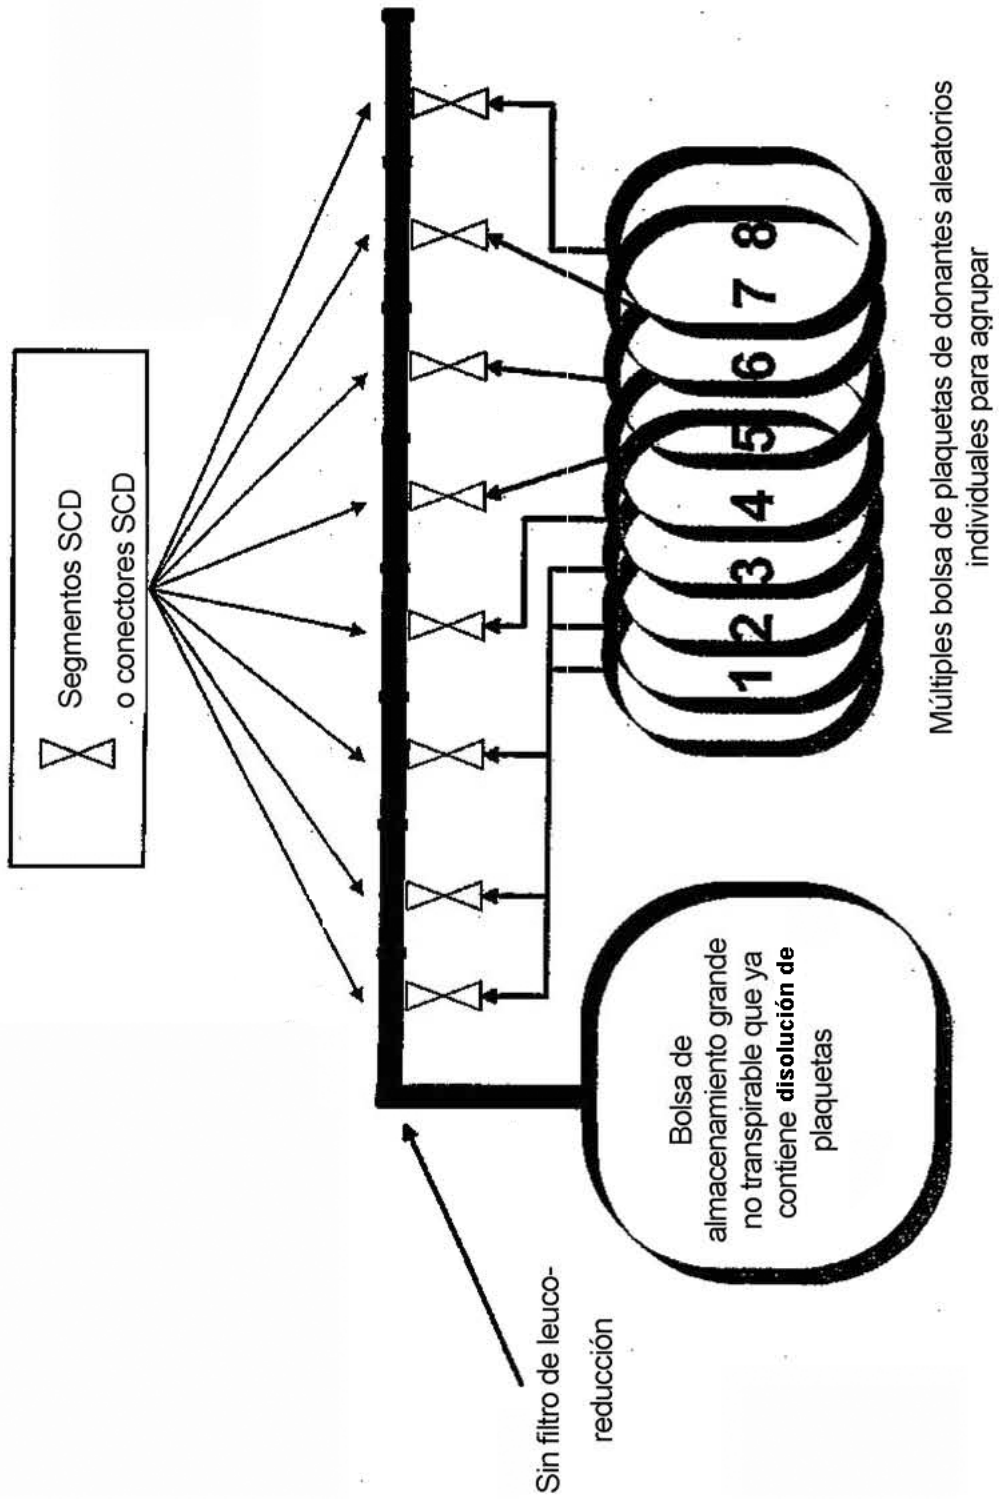 Segmentos SCD
o conectores SCD
Sin filtro de leuco-
reducción
Bolsa de
almacenamiento grande
no transpirable que ya
contiene disolución de
plaquetas
1 2 3 4 5 6 7 8
Múltiples bolsa de plaquetas de donantes aleatorios
individuales para agrupar